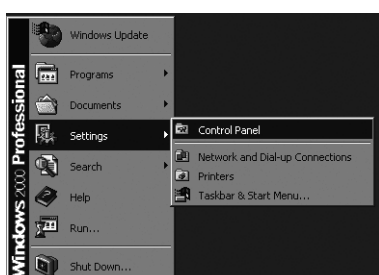 Windows 2000 Professional
Windows Update
Programs
Documents
Settings
Search
Help
Run...
Shut Down...
Control Panel
Network and Dial-up Connections
Printers
Taskbar & Start Menu...